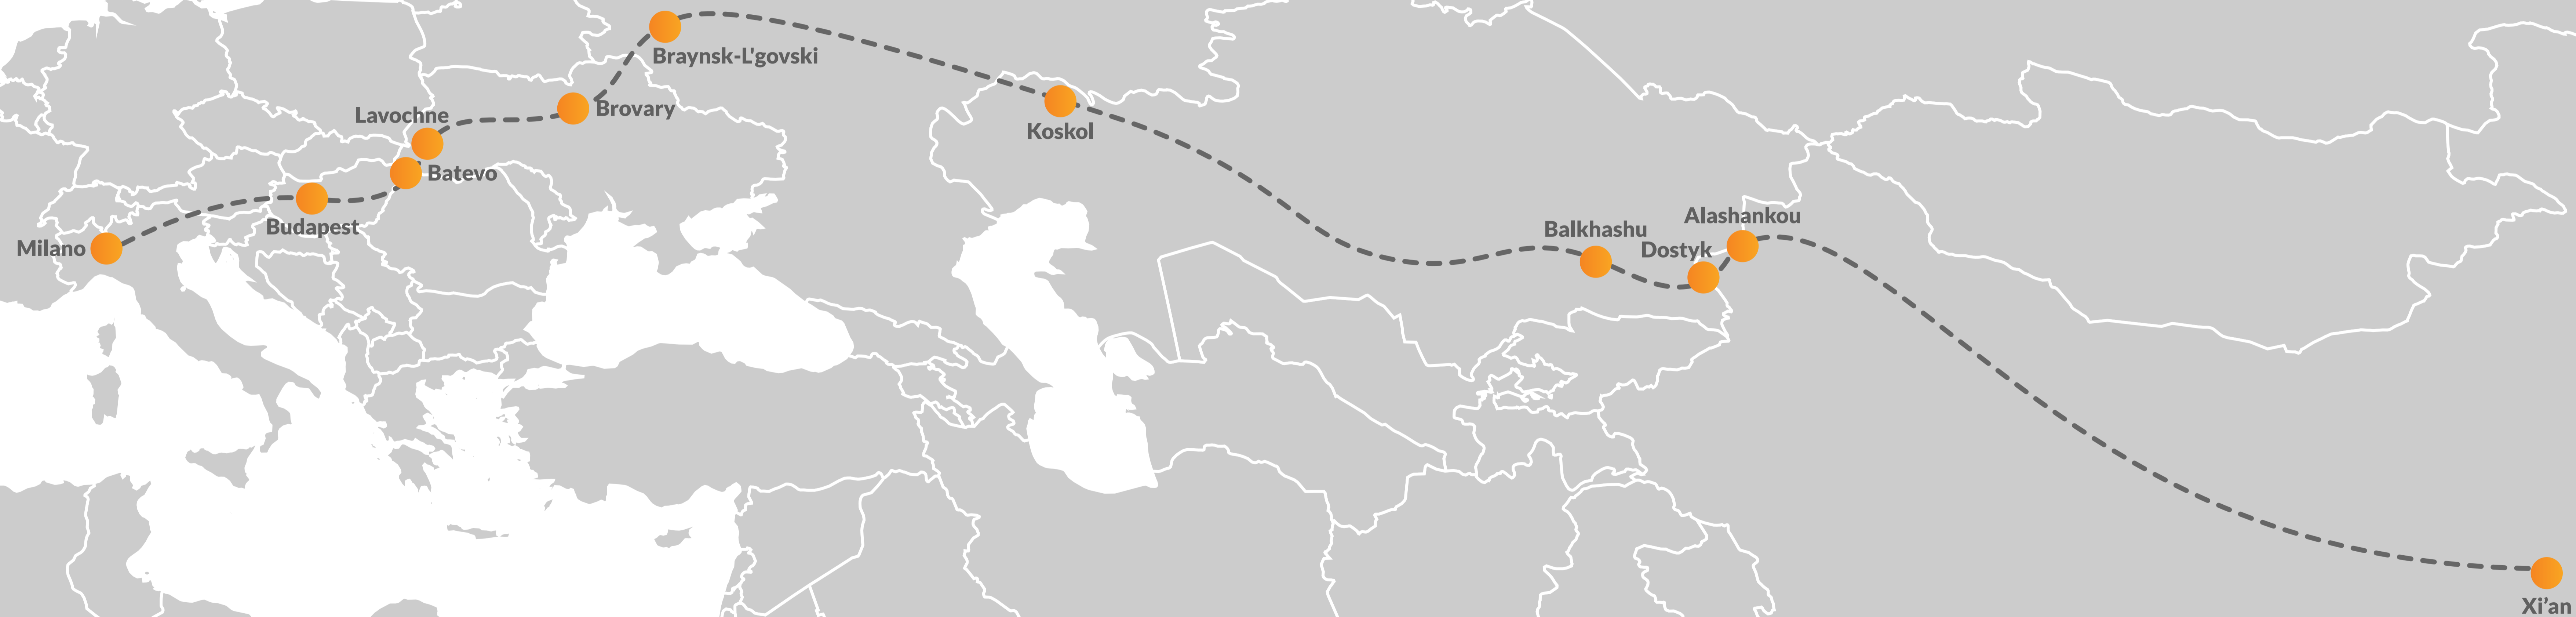 Braynsk-L'govski
Lavochne
Brovary
Koskol
Batevo
Budapest
Milano
Alashankou
Balkhashu
Dostyk
Xi’an